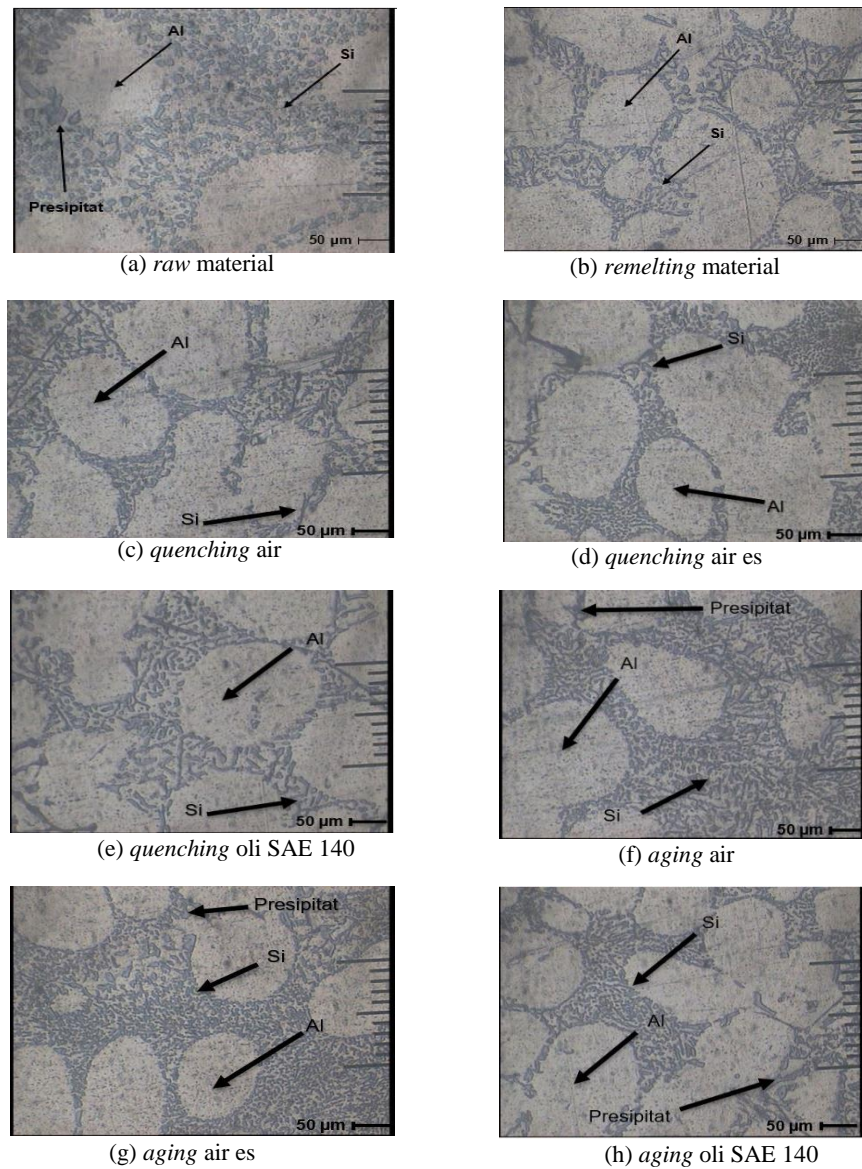 Al
Si
Presipitat
50 µm
(a) raw material
Al
Si
50 µm
(b) remelting material
Al
Si
50 µm
(c) quenching air
Si
Al
50 µm
(d) quenching air es
Al
Si
50 µm
(e) quenching oli SAE 140
Presipitat
Al
Si
50 µm
(f) aging air
Presipitat
Si
Al
50 µm
(g) aging air es
Si
Al
Presipitat
50 µm
(h) aging oli SAE 140